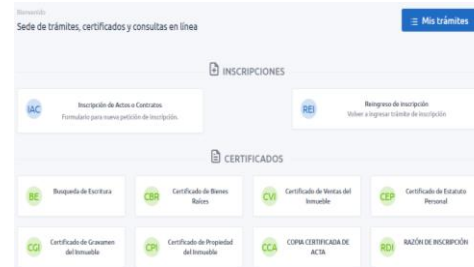 Bienvenido
Sede de trámites, certificados y consultas en línea
Mis trámites
INSCRIPCIONES
IAC
Inscripción de Actos o Contratos
Formulario para nueva petición de inscripción.
REI
Reingreso de inscripción
Volver a ingresar trámite de inscripción
CERTIFICADOS
BE
Busqueda de Escritura
CBR
Certificado de Bienes
Raíces
CVI
Certificado de Ventas del
Inmueble
CEP
Certificado de Estatuto
Personal
CGI
Certificado de Gravamen
del Inmueble
CPI
Certificado de Propiedad
del Inmueble
CCA
COPIA CERTIFICADA DE
ACTA
RDI
RAZÓN DE INSCRIPCIÓN